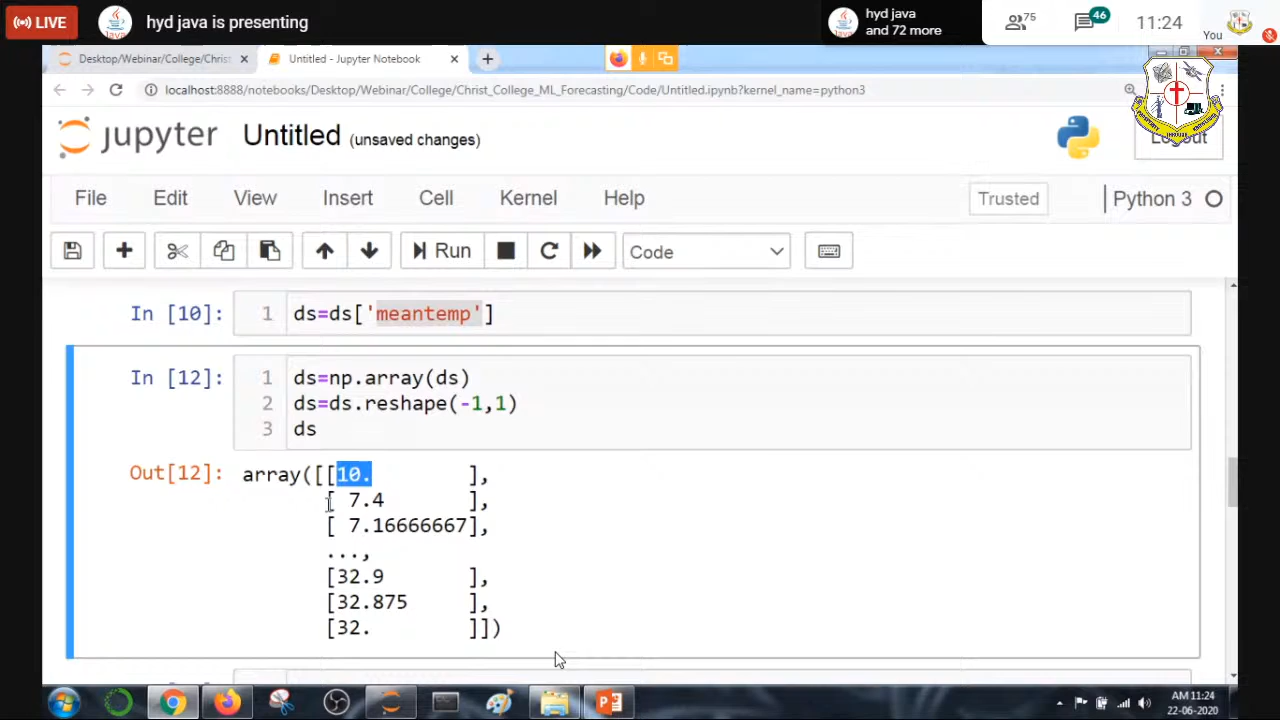 LIVE
hyd java is presenting
hyd java
and 72 more
75
46
11:24
You
Desktop/Webinar/College/Christ
Untitled - Jupyter Notebook
localhost:8888/notebooks/Desktop/Webinar/College/Christ_College_ML_Forecasting/Code/Untitled.ipynb?kernel_name=python3
jupyter Untitled (unsaved changes)
Logout
File Edit View Insert Cell Kernel Help
Trusted
Python 3
Run
Code
In [10]: 1 ds=ds['meantemp']
In [12]: 1 ds=np.array(ds)
2 ds=ds.reshape(-1,1)
3 ds
Out[12]: array([[10.        ],
[ 7.4       ],
[ 7.16666667],
...,
[32.9       ],
[32.875     ],
[32.        ]])
AM 11:24
22-06-2020